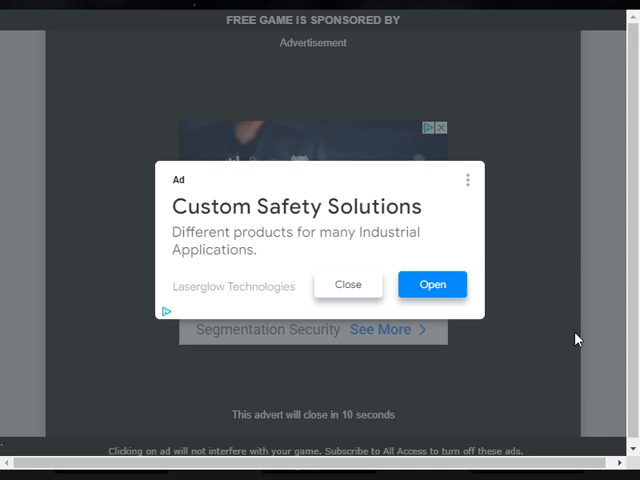 FREE GAME IS SPONSORED BY
Advertisement
Ad
Custom Safety Solutions
Different products for many Industrial
Applications.
Laserglow Technologies
Close
Open
Segmentation Security See More
This advert will close in 10 seconds
Clicking on ad will not interfere with your game. Subscribe to All Access to turn off these ads.